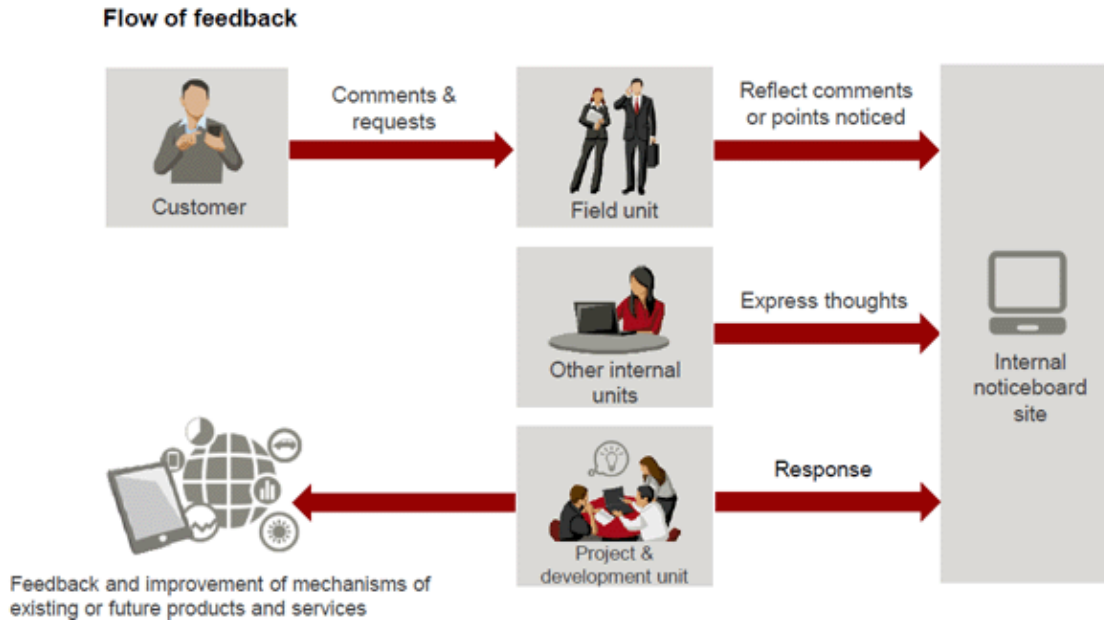 Flow of feedback
Comments &
requests
Reflect comments
or points noticed
Customer
Field unit
Express thoughts
Other internal
units
Internal
noticeboard
site
Response
Project &
development unit
Feedback and improvement of mechanisms of
existing or future products and services